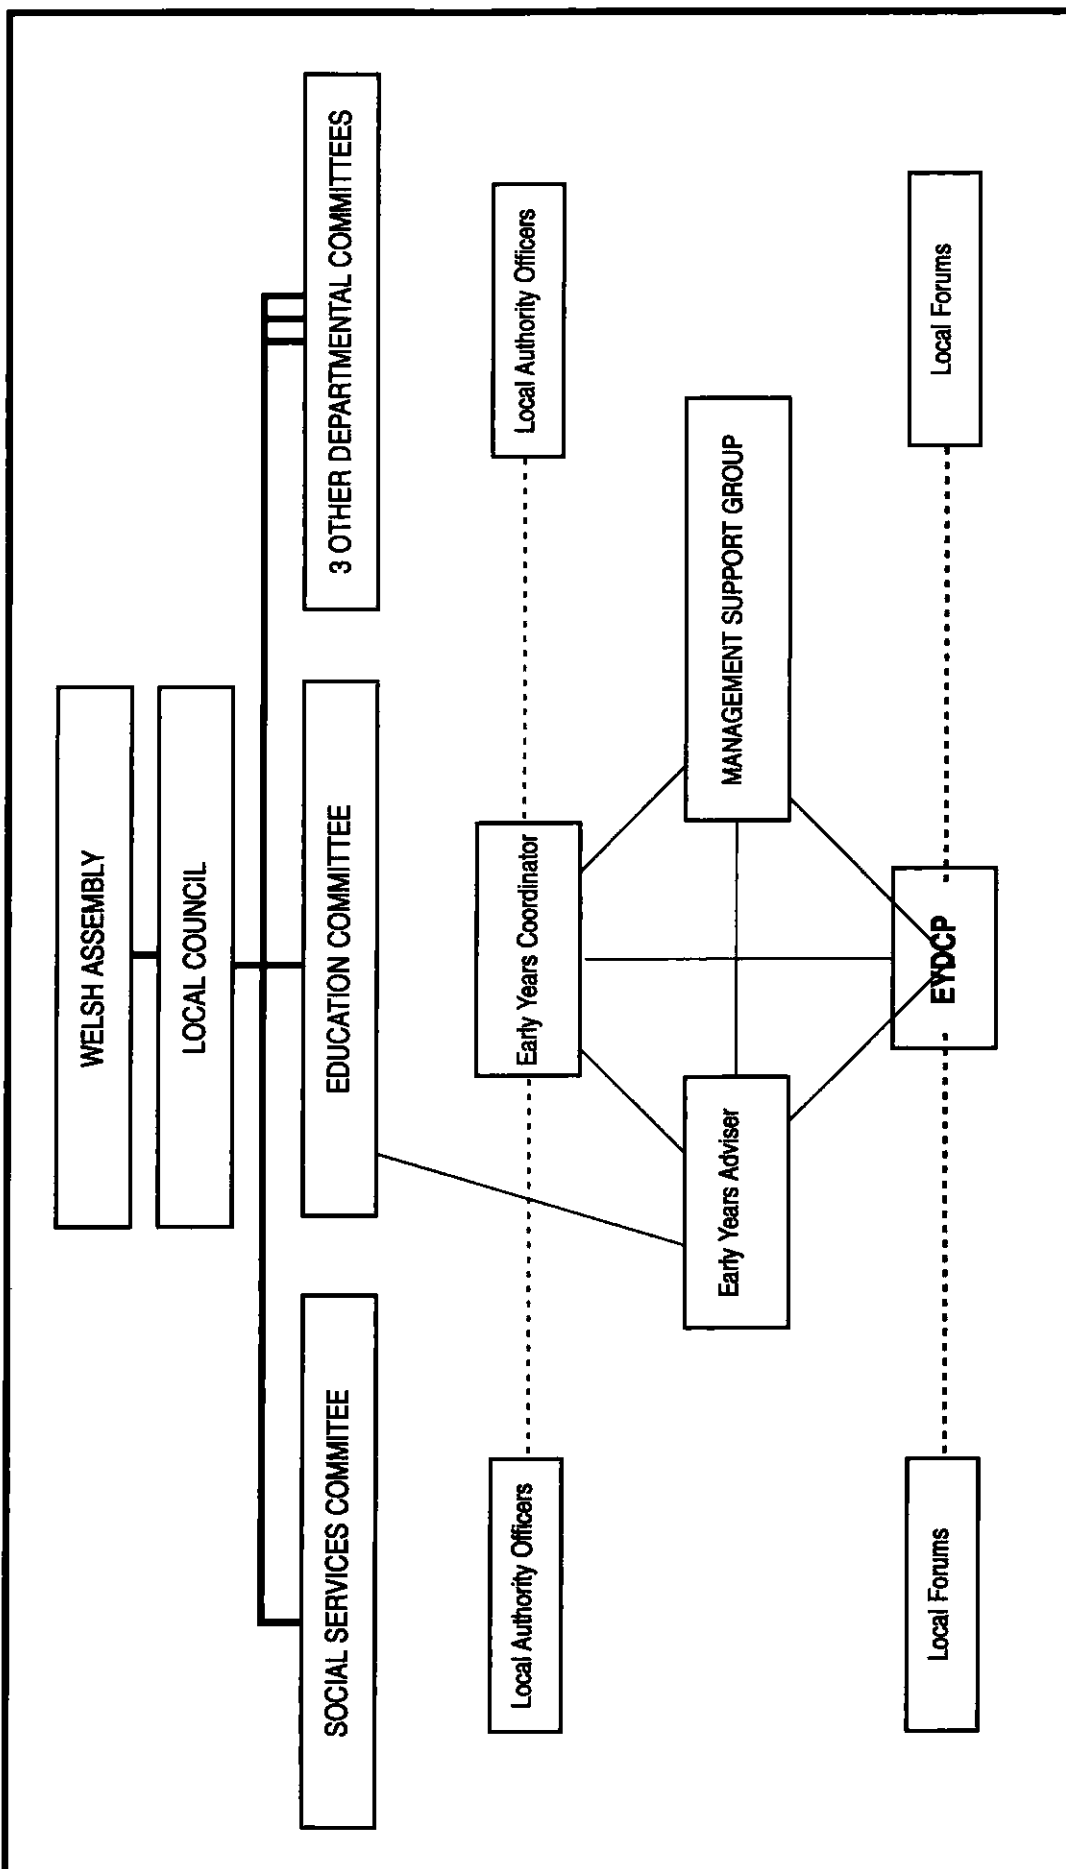 WELSH ASSEMBLY
LOCAL COUNCIL
SOCIAL SERVICES COMMITEE
EDUCATION COMMITTEE
3 OTHER DEPARTMENTAL COMMITTEES
Local Authority Officers
Early Years Coordinator
Local Authority Officers
Early Years Adviser
MANAGEMENT SUPPORT GROUP
Local Forums
EYDCP
Local Forums